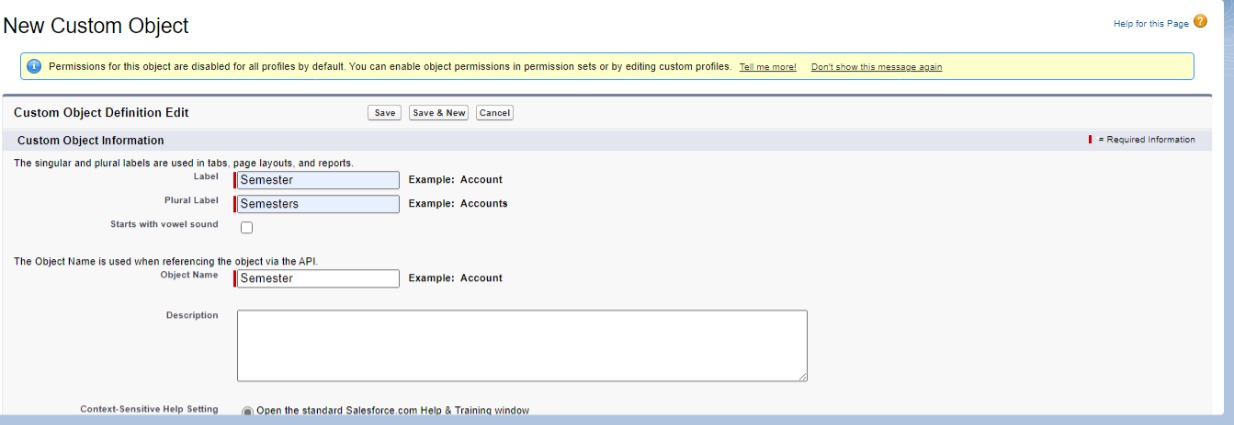 New Custom Object
Help for this Page ?
i Permissions for this object are disabled for all profiles by default. You can enable object permissions in permission sets or by editing custom profiles. Tell me more! Don't show this message again
Custom Object Definition Edit Save Save & New Cancel
Custom Object Information = Required Information
The singular and plural labels are used in tabs, page layouts, and reports.
Label Semester Example: Account
Plural Label Semesters Example: Accounts
Starts with vowel sound
The Object Name is used when referencing the object via the API.
Object Name Semester Example: Account
Description
Context-Sensitive Help Setting Open the standard Salesforce.com Help & Training window